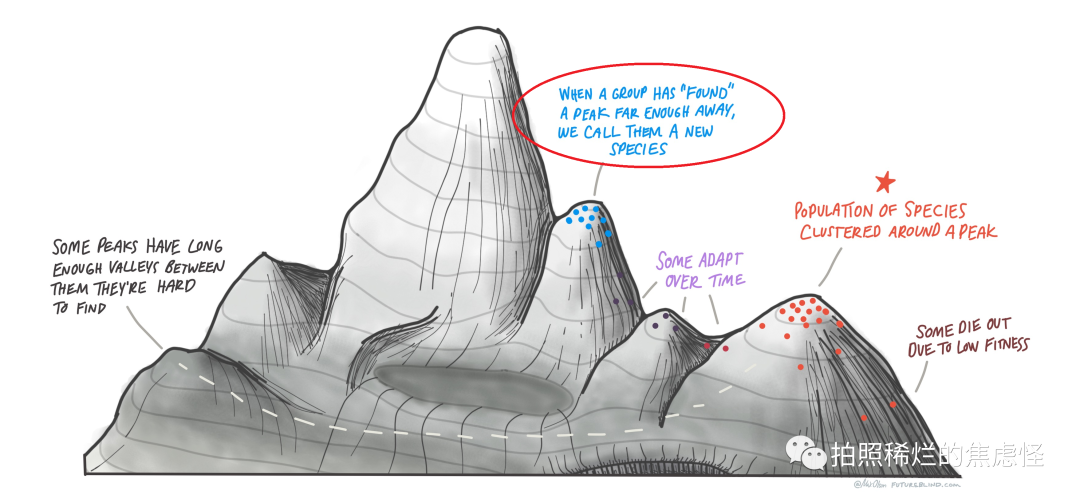 WHEN A GROUP HAS "FOUND"
A PEAK FAR ENOUGH AWAY,
WE CALL THEM A NEW
SPECIES
POPULATION OF SPECIES
CLUSTERED AROUND A PEAK
SOME PEAKS HAVE LONG
ENOUGH VALLEYS BETWEEN
THEM THEY'RE HARD
TO FIND
SOME ADAPT
OVER TIME
SOME DIE OUT
DUE TO LOW FITNESS
拍照稀烂的焦虑怪
FUTUREBLIND.COM